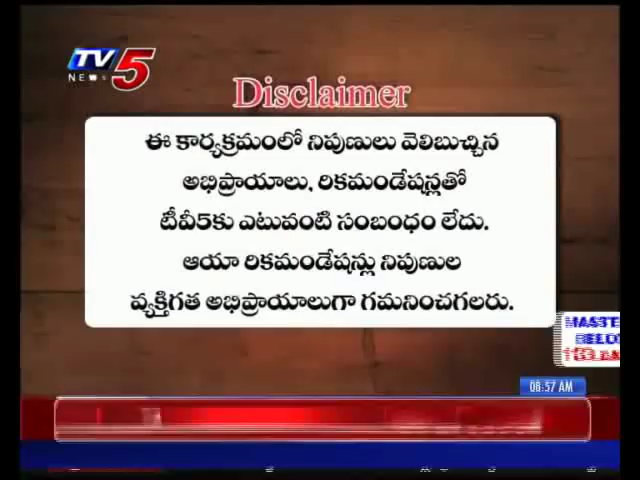 TV5
NEWS
Disclaimer
ఈ కార్యక్రమంలో నిపుణులు వెలిబుచ్చిన
అభిప్రాయాలు, రికమండేషన్లతో
టీవీ5కు ఎటువంటి సంబంధం లేదు.
ఆయా రికమండేషన్లు నిపుణుల
వ్యక్తిగత అభిప్రాయాలుగా గమనించగలరు.
08:57 AM